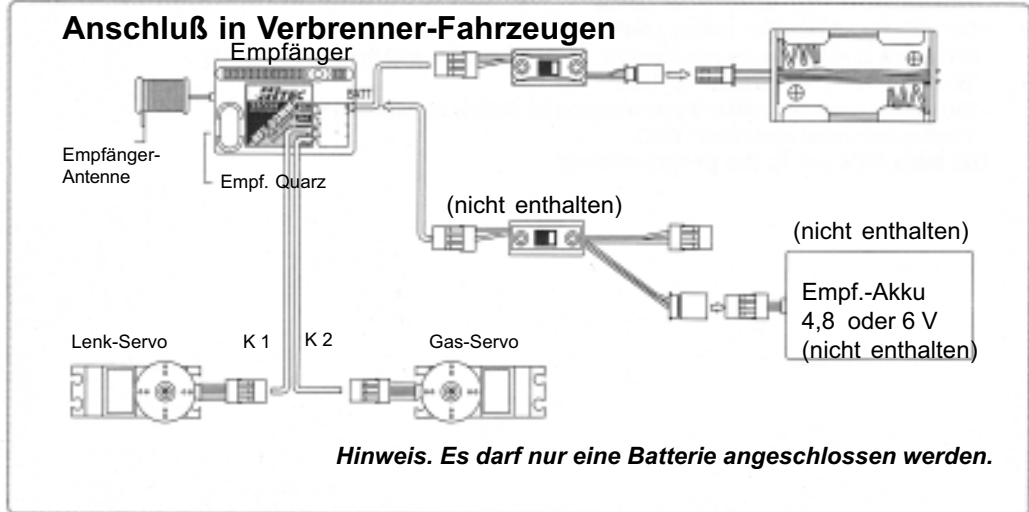 Anschluß in Verbrenner-Fahrzeugen
Empfänger
HITEC
BATT
Empfänger-
Antenne
Empf. Quarz
(nicht enthalten)
(nicht enthalten)
Empf.-Akku
4,8 oder 6 V
(nicht enthalten)
Lenk-Servo
K 1
K 2
Gas-Servo
Hinweis. Es darf nur eine Batterie angeschlossen werden.